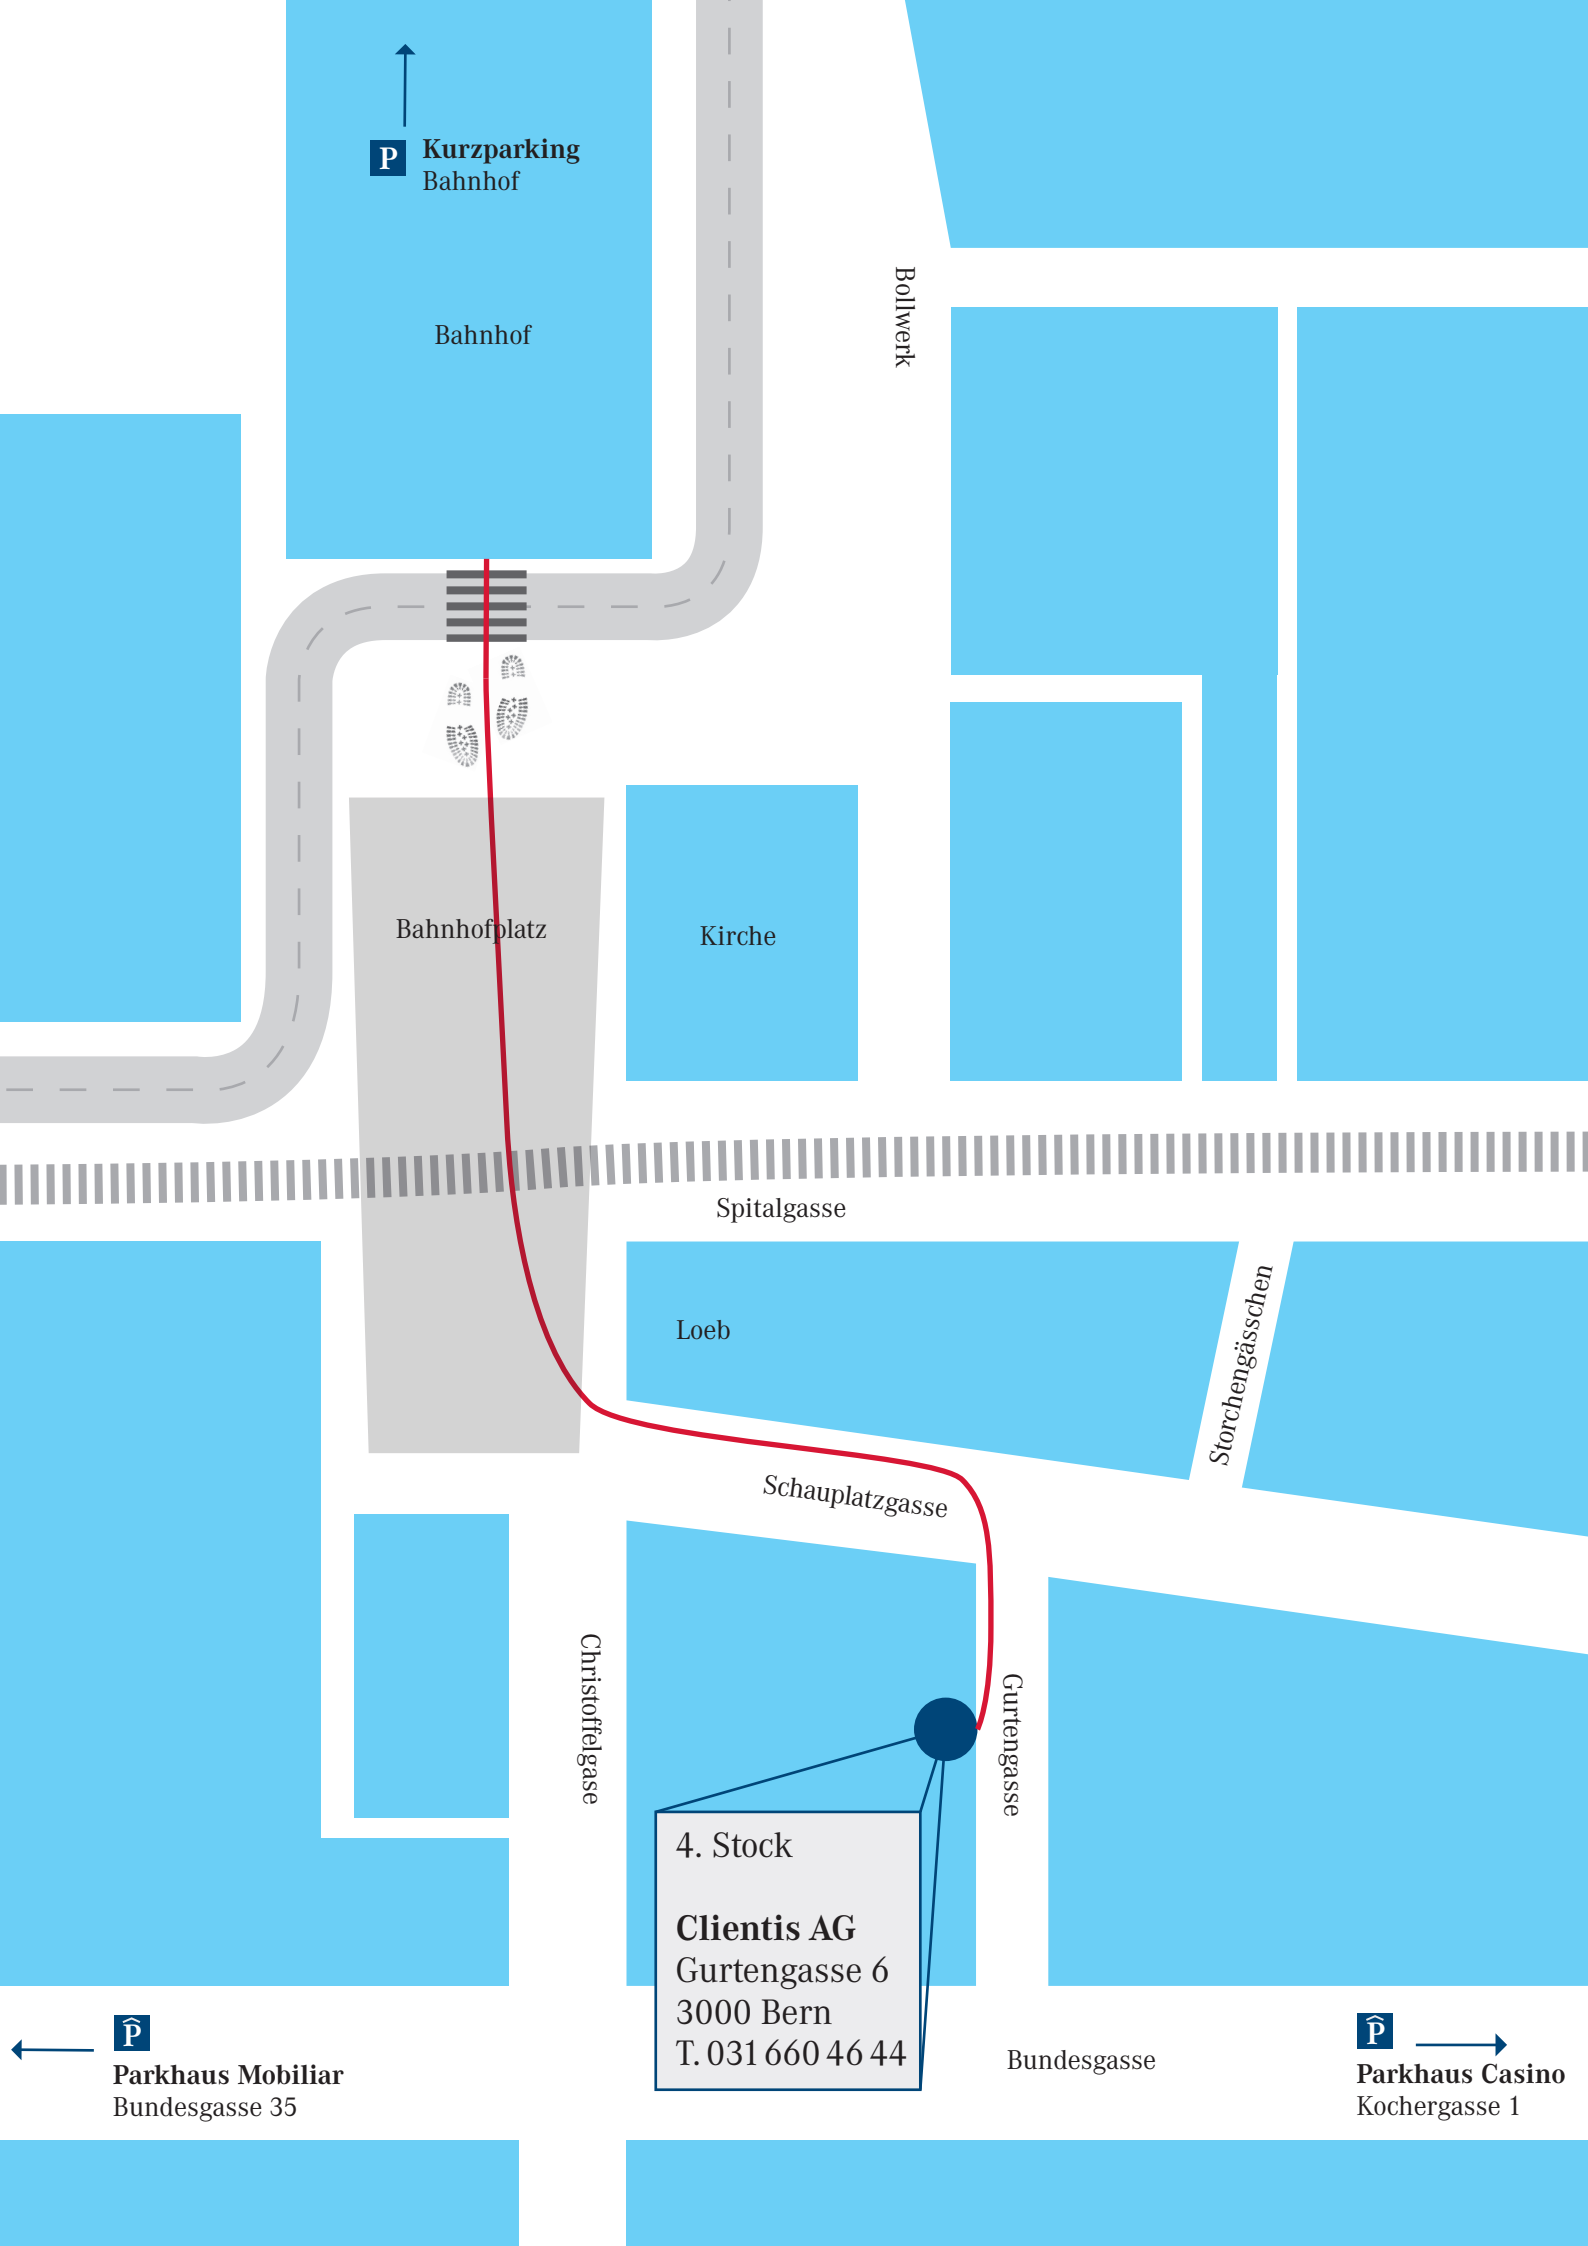 P
Kurzparking
Bahnhof
Bahnhof
Bollwerk
Bahnhofplatz
Kirche
Spitalgasse
Loeb
Storchengässchen
Schauplatzgasse
Christoffelgase
Gurtengasse
4. Stock
Clientis AG
Gurtengasse 6
3000 Bern
T. 031 660 46 44
P
Parkhaus Mobiliar
Bundesgasse 35
Bundesgasse
P
Parkhaus Casino
Kochergasse 1